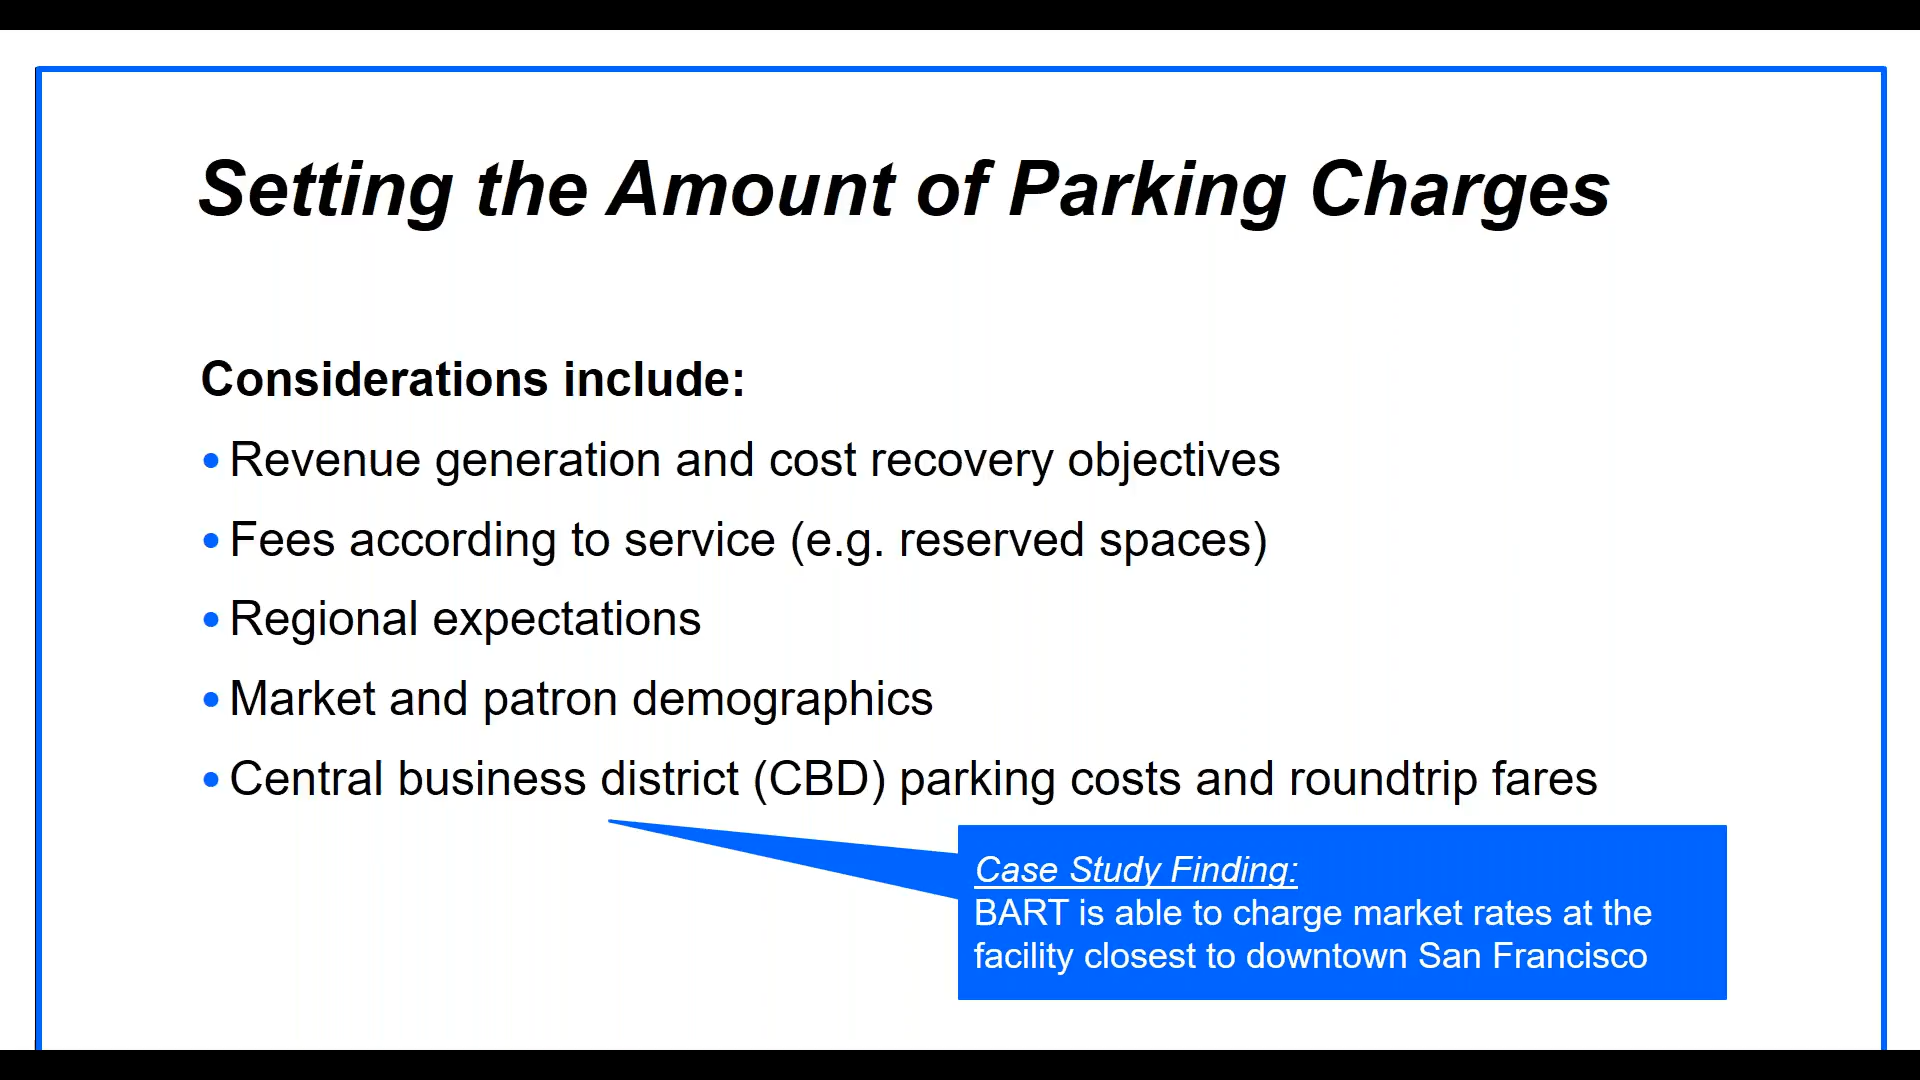 Setting the Amount of Parking Charges
Considerations include:
• Revenue generation and cost recovery objectives
• Fees according to service (e.g. reserved spaces)
• Regional expectations
• Market and patron demographics
• Central business district (CBD) parking costs and roundtrip fares
Case Study Finding:
BART is able to charge market rates at the
facility closest to downtown San Francisco